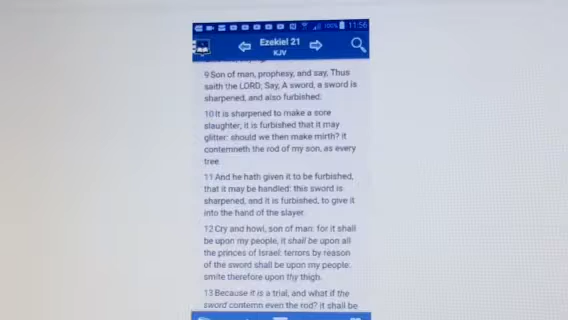 100% 11:56
Ezekiel 21
KJV
9 Son of man, prophesy, and say, Thus
saith the LORD; Say, A sword, a sword is
sharpened, and also furbished:
10 It is sharpened to make a sore
slaughter; it is furbished that it may
glitter: should we then make mirth? it
contemneth the rod of my son, as every
tree.
11 And he hath given it to be furbished,
that it may be handled: this sword is
sharpened, and it is furbished, to give it
into the hand of the slayer.
12 Cry and howl, son of man: for it shall
be upon my people, it shall be upon all
the princes of Israel: terrors by reason
of the sword shall be upon my people:
smite therefore upon thy thigh.
13 Because it is a trial, and what if the
sword contemn even the rod? it shall be